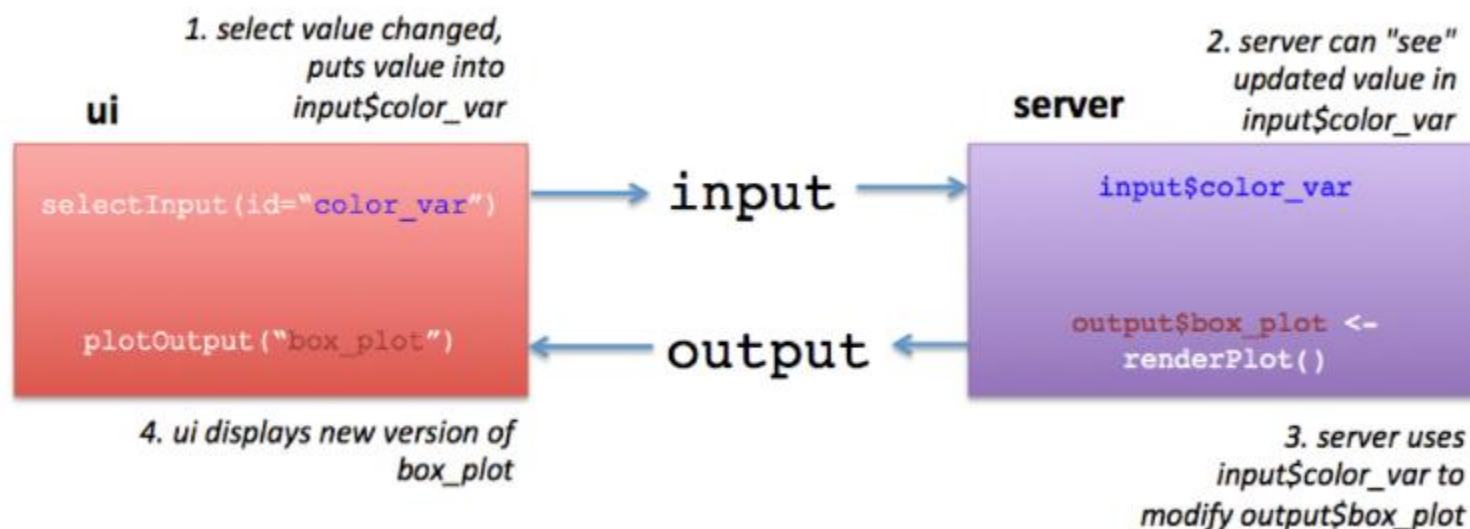 1. select value changed,
puts value into
input$color_var
ui
selectInput(id=“color_var”)
plotOutput(“box_plot”)
4. ui displays new version of
box_plot
input
output
2. server can "see"
updated value in
input$color_var
server
input$color_var
output$box_plot <-
renderPlot()
3. server uses
input$color_var to
modify output$box_plot